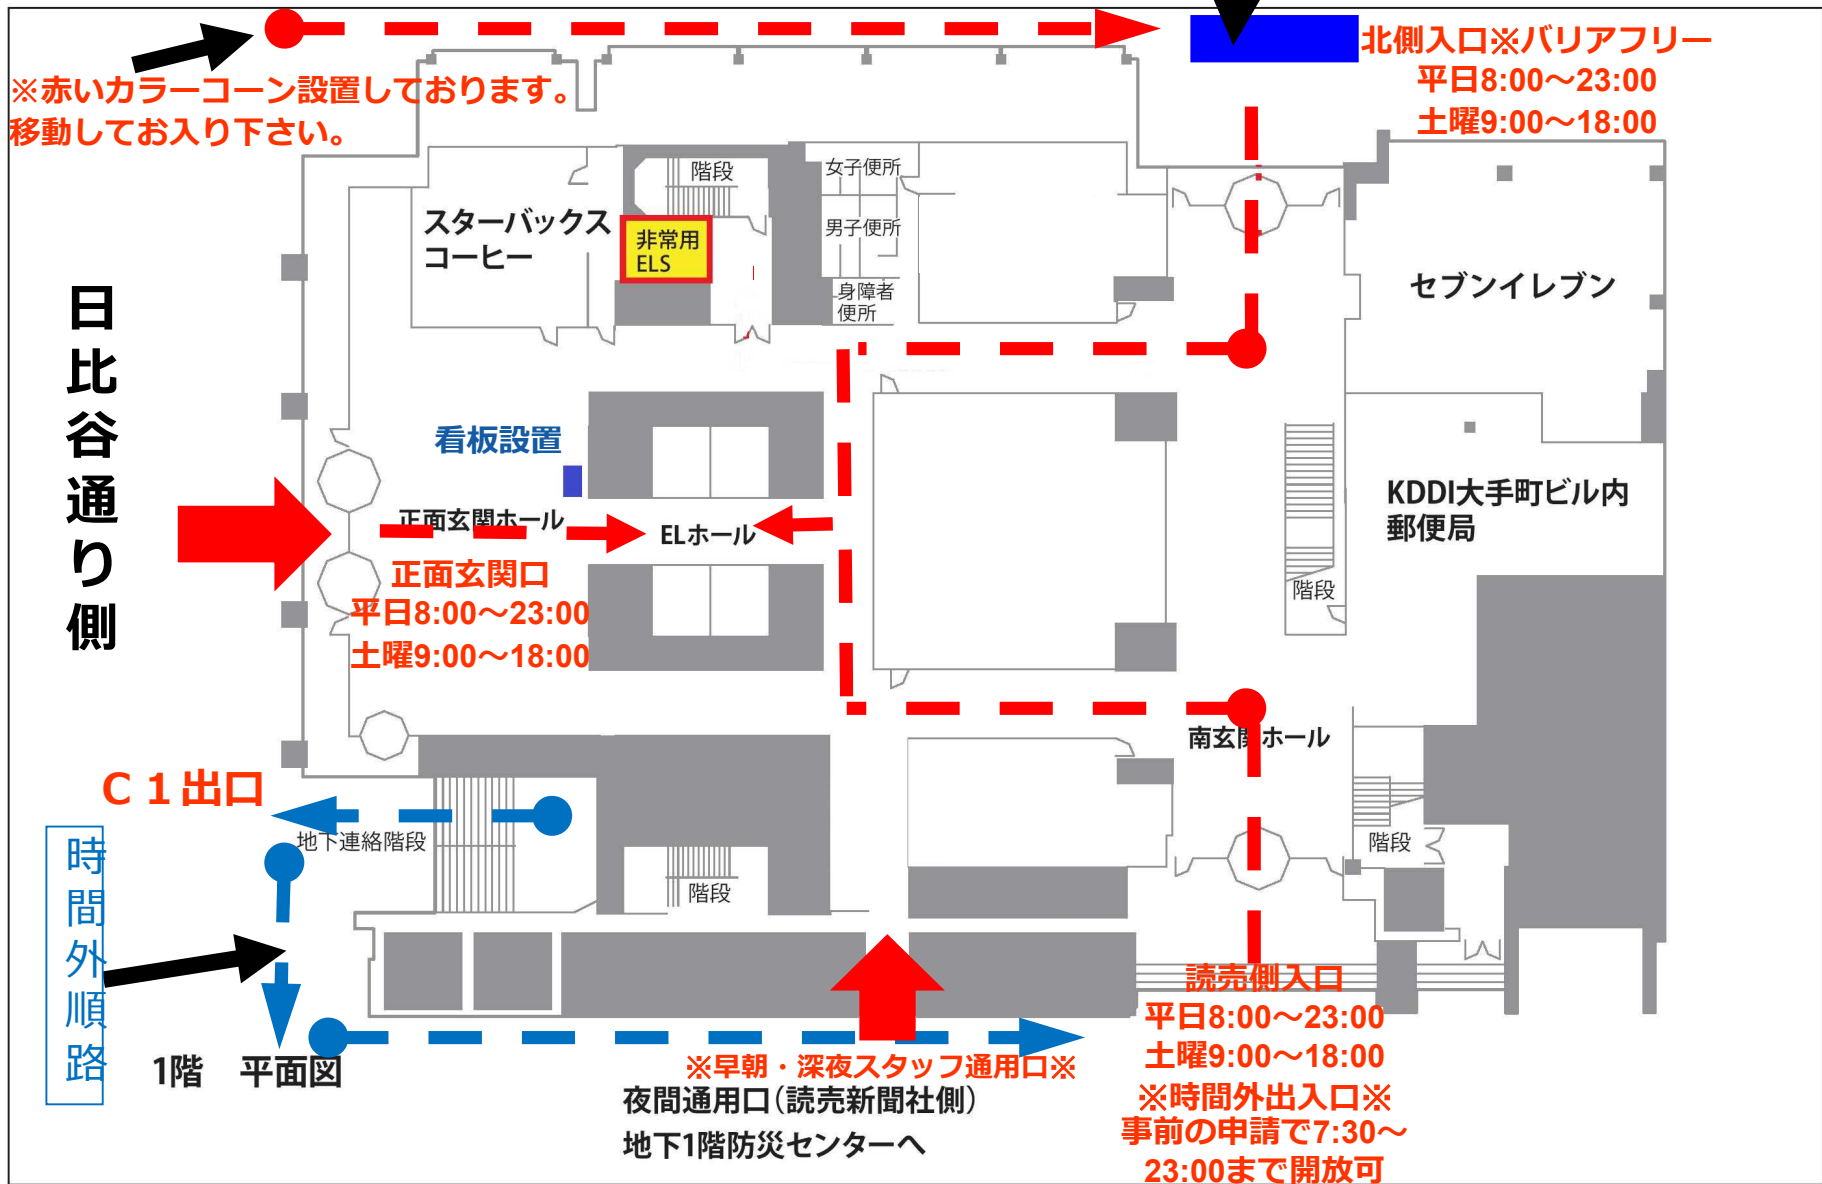 北側入口※バリアフリー
平日8:00～23:00
土曜9:00～18:00
※赤いカラーコーン設置しております。
移動してお入り下さい。
階段
女子便所
スターバックス
コーヒー
男子便所
非常用
ELS
身障者
便所
セブンイレブン
日比谷通り側
看板設置
KDDI大手町ビル内
郵便局
正面玄関ホール
ELホール
正面玄関口
平日8:00～23:00
土曜9:00～18:00
階段
南玄関ホール
C1出口
地下連絡階段
階段
階段
時間外順路
読売側入口
平日8:00～23:00
土曜9:00～18:00
※時間外出入口※
事前の申請で7:30～
23:00まで開放可
1階 平面図
※早朝・深夜スタッフ通用口※
夜間通用口(読売新聞社側)
地下1階防災センターへ